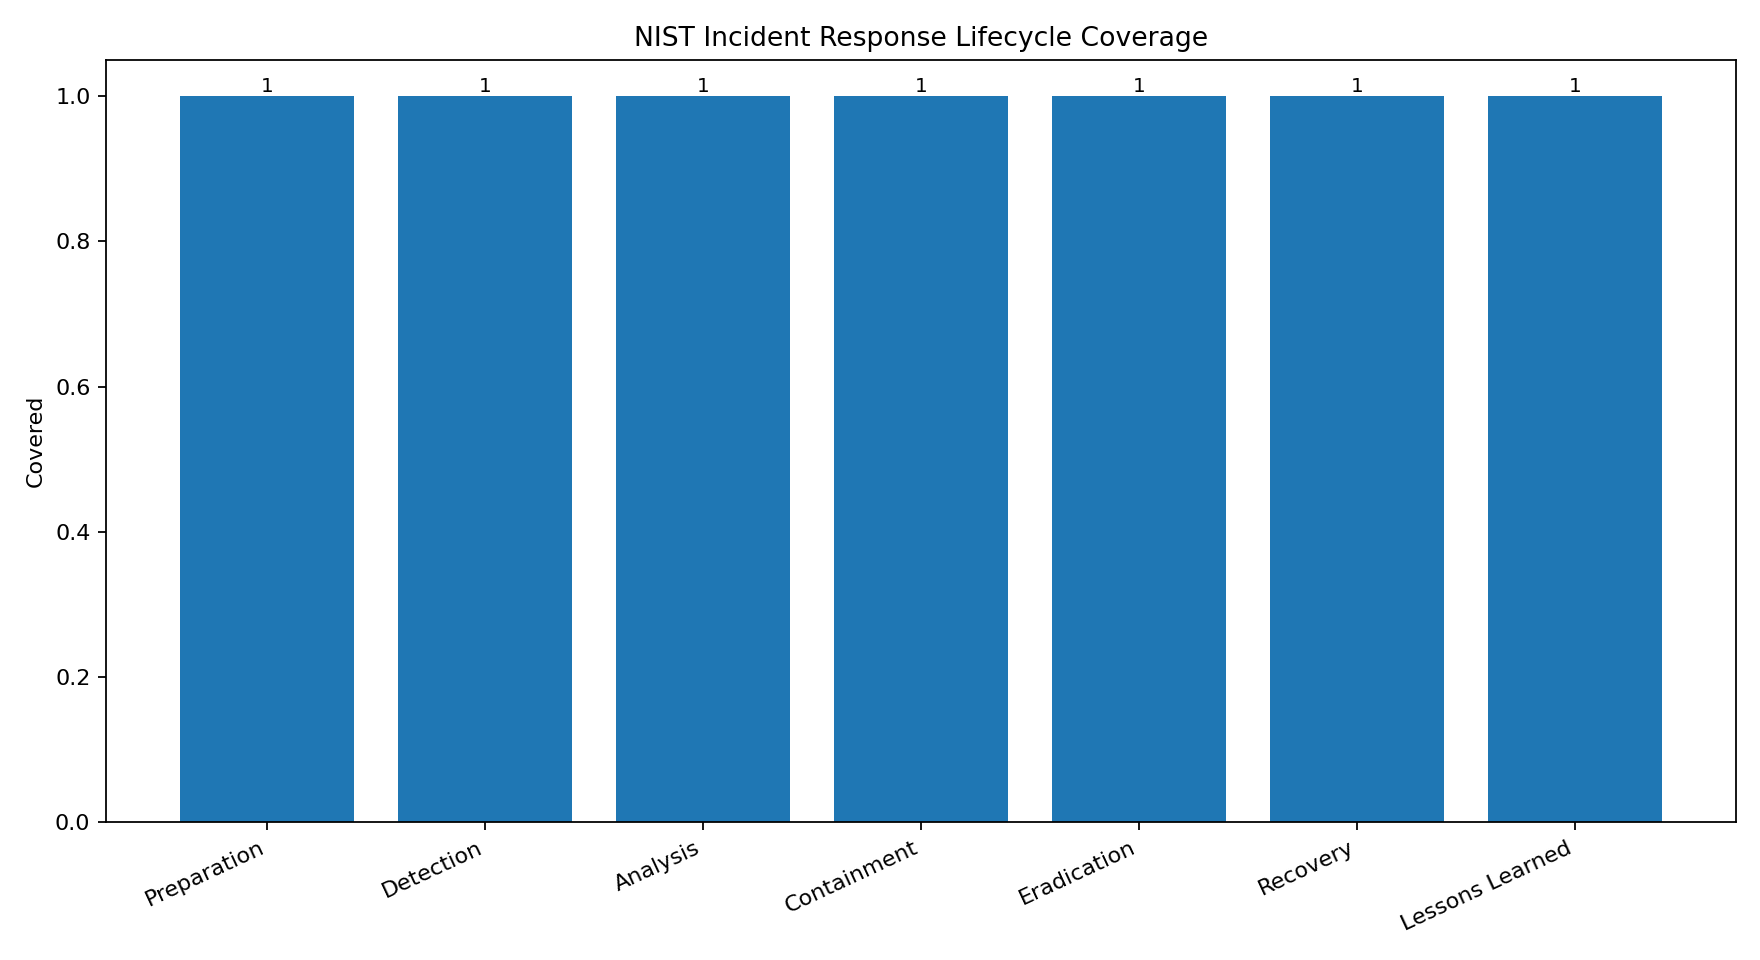 NIST Incident Response Lifecycle Coverage
1 1 1 1 1 1 1
1.0
0.8
0.6
0.4
0.2
0.0
Covered
Preparation Detection Analysis Containment Eradication Recovery Lessons Learned